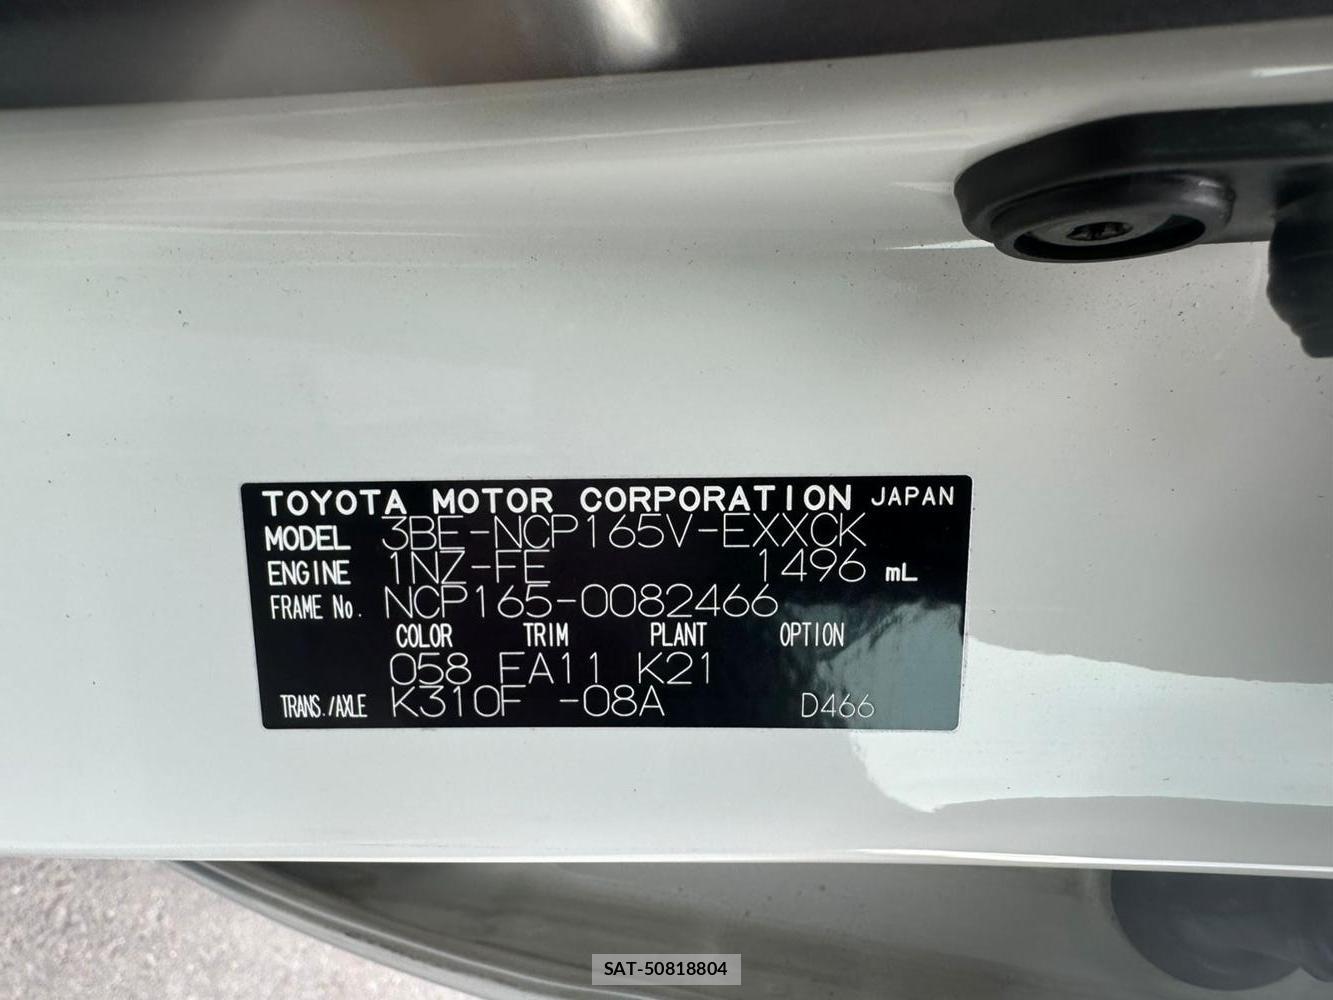 TOYOTA MOTOR CORPORATION JAPAN
MODEL 3BE-NCP165V-EXXCK
ENGINE 1NZ-FE 1496 mL
FRAME No. NCP165-0082466
COLOR TRIM PLANT OPTION
058 FA11 K21
TRANS./AXLE K310F -08A D466
SAT-50818804